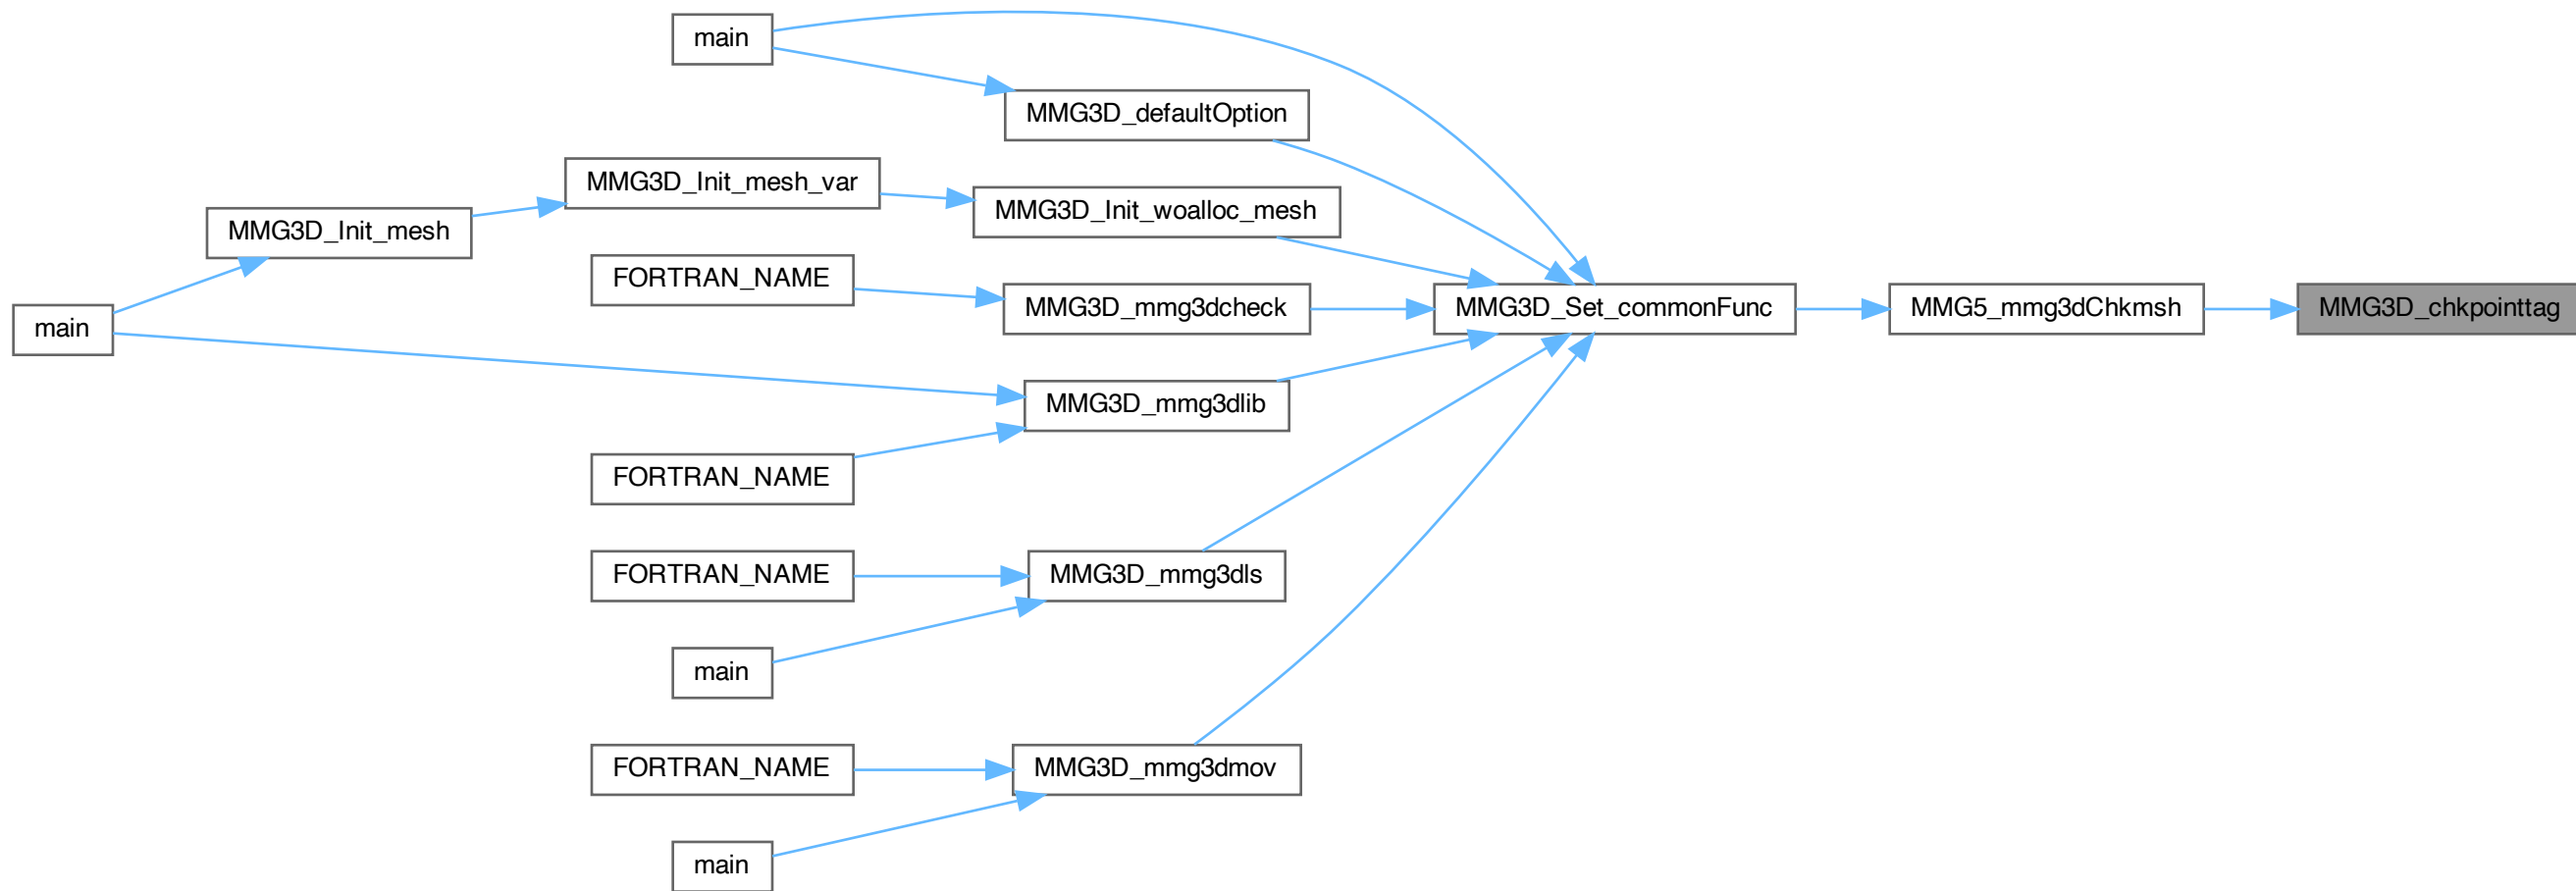 main
MMG3D_defaultOption
MMG3D_Init_mesh_var
MMG3D_Init_woalloc_mesh
MMG3D_Init_mesh
FORTRAN_NAME
MMG3D_mmg3dcheck
MMG3D_Set_commonFunc
MMG5_mmg3dChkmsh
MMG3D_chkpointtag
main
MMG3D_mmg3dlib
FORTRAN_NAME
FORTRAN_NAME
MMG3D_mmg3dls
main
FORTRAN_NAME
MMG3D_mmg3dmov
main